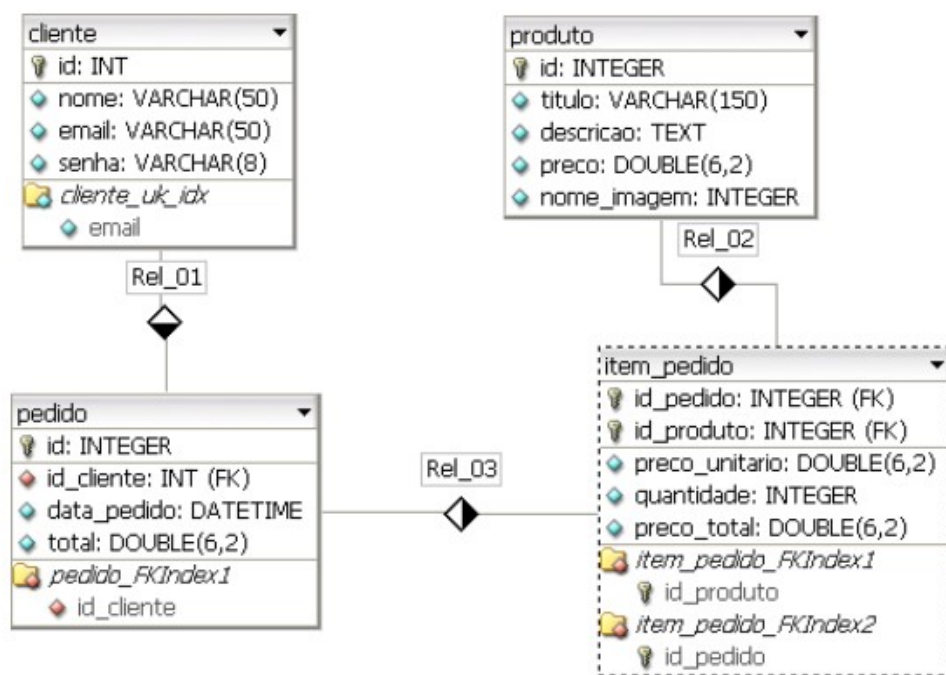 cliente
id: INT
nome: VARCHAR(50)
email: VARCHAR(50)
senha: VARCHAR(8)
cliente_uk_idx
email
produto
id: INTEGER
titulo: VARCHAR(150)
descricao: TEXT
preco: DOUBLE(6,2)
nome_imagem: INTEGER
Rel_01
Rel_02
pedido
id: INTEGER
id_cliente: INT (FK)
data_pedido: DATETIME
total: DOUBLE(6,2)
pedido_FKIndex1
id_cliente
Rel_03
item_pedido
id_pedido: INTEGER (FK)
id_produto: INTEGER (FK)
preco_unitario: DOUBLE(6,2)
quantidade: INTEGER
preco_total: DOUBLE(6,2)
item_pedido_FKIndex1
id_produto
item_pedido_FKIndex2
id_pedido